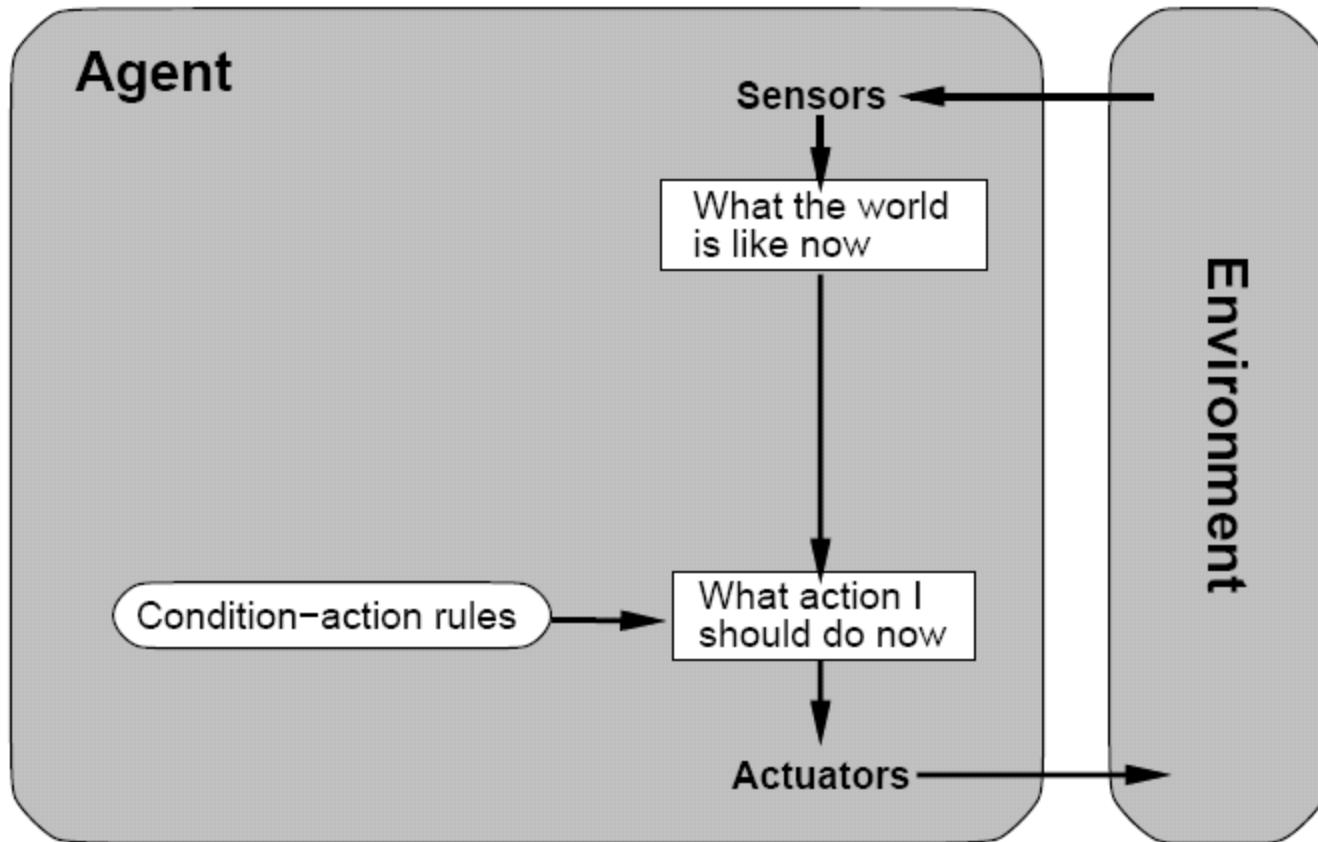 Agent
Sensors
What the world
is like now
Environment
Condition−action rules
What action I
should do now
Actuators